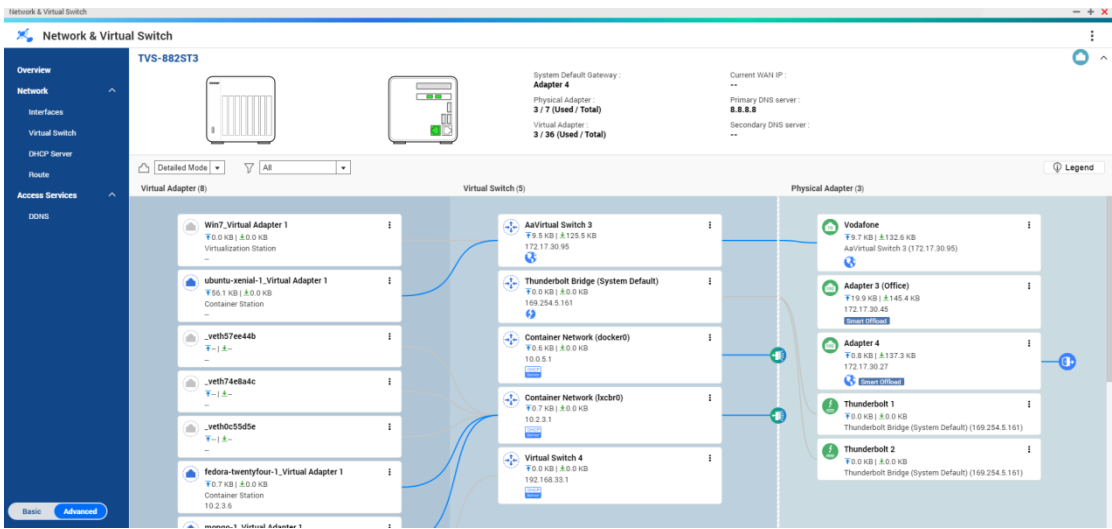 Network & Virtual Switch
Network & Virtual Switch
Overview
Network
Interfaces
Virtual Switch
DHCP Server
Route
Access Services
DDNS
Basic
Advanced
TVS-882ST3
System Default Gateway :
Adapter 4
Physical Adapter :
3 / 7 (Used / Total)
Virtual Adapter :
3 / 36 (Used / Total)
Current WAN IP :
--
Primary DNS server :
8.8.8.8
Secondary DNS server :
--
Detailed Mode
All
Legend
Virtual Adapter (8)
Virtual Switch (5)
Physical Adapter (3)
Win7_Virtual Adapter 1
0.0 KB | 0.0 KB
Virtualization Station
--
ubuntu-xenial-1_Virtual Adapter 1
56.1 KB | 0.0 KB
Container Station
--
_veth57ee44b
-- | --
--
_veth74e8a4c
-- | --
--
_veth0c55d5e
-- | --
--
fedora-twentyfour-1_Virtual Adapter 1
0.7 KB | 0.0 KB
Container Station
10.2.3.6
mongo-1_Virtual Adapter 1
AaVirtual Switch 3
9.5 KB | 125.5 KB
172.17.30.95
Thunderbolt Bridge (System Default)
0.0 KB | 0.0 KB
169.254.5.161
Container Network (docker0)
0.6 KB | 0.0 KB
10.0.5.1
DHCP
Server
Container Network (lxcbr0)
0.7 KB | 0.0 KB
10.2.3.1
DHCP
Server
Virtual Switch 4
0.0 KB | 0.0 KB
192.168.33.1
DHCP
Server
Vodafone
9.7 KB | 132.6 KB
AaVirtual Switch 3 (172.17.30.95)
Adapter 3 (Office)
19.9 KB | 145.4 KB
172.17.30.45
Smart Offload
Adapter 4
0.8 KB | 137.3 KB
172.17.30.27
Smart Offload
Thunderbolt 1
0.0 KB | 0.0 KB
Thunderbolt Bridge (System Default) (169.254.5.161)
Thunderbolt 2
0.0 KB | 0.0 KB
Thunderbolt Bridge (System Default) (169.254.5.161)